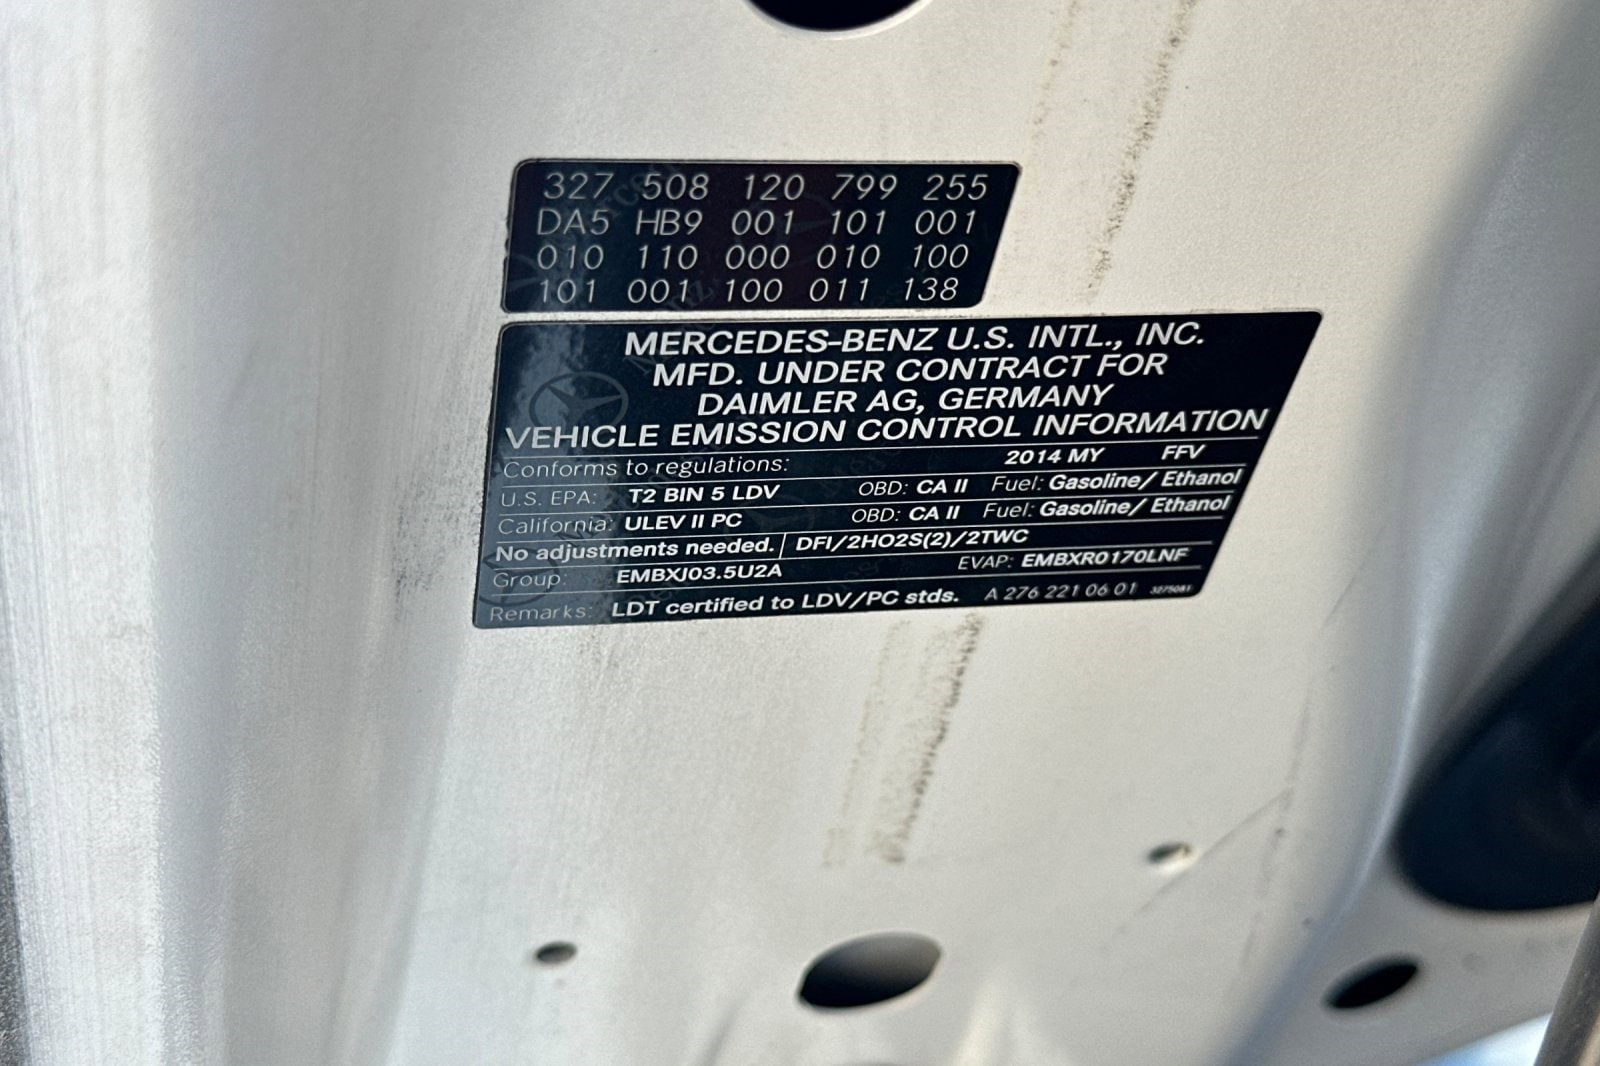 327 508 120 799 255
DA5 HB9 001 101 001
010 110 000 010 100
101 001 100 011 138
MERCEDES-BENZ U.S. INTL., INC.
MFD. UNDER CONTRACT FOR
DAIMLER AG, GERMANY
VEHICLE EMISSION CONTROL INFORMATION
Conforms to regulations: 2014 MY FFV
U.S. EPA: T2 BIN 5 LDV OBD: CA II Fuel: Gasoline/ Ethanol
California: ULEV II PC OBD: CA II Fuel: Gasoline/ Ethanol
No adjustments needed. DFI/2HO2S(2)/2TWC
Group: EMBXJ03.5U2A EVAP: EMBXR0170LNF
Remarks: LDT certified to LDV/PC stds. A 276 221 06 01